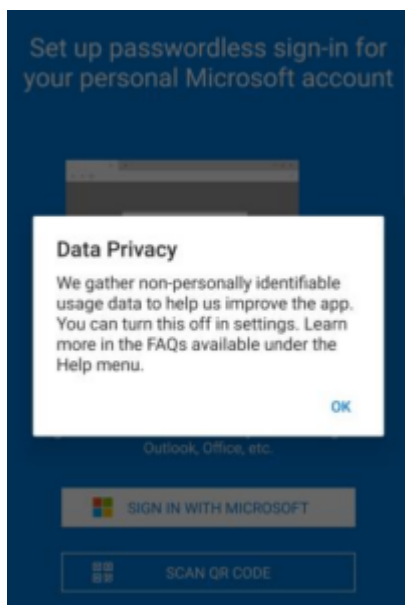 Set up passwordless sign-in for
your personal Microsoft account
Data Privacy
We gather non-personally identifiable
usage data to help us improve the app.
You can turn this off in settings. Learn
more in the FAQs available under the
Help menu.
OK
Outlook, Office, etc.
SIGN IN WITH MICROSOFT
SCAN QR CODE